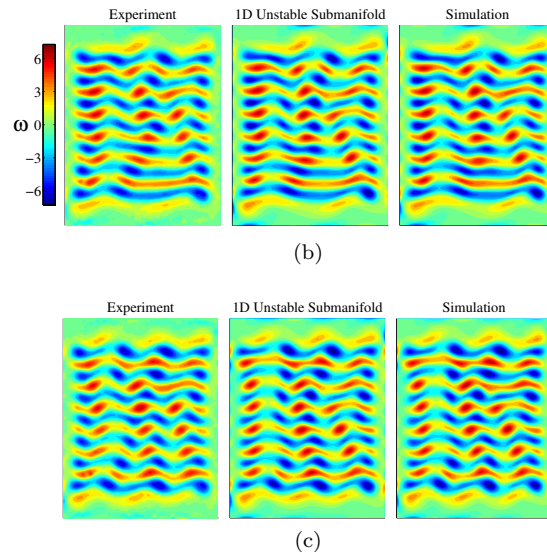 Experiment 1D Unstable Submanifold Simulation
6
3
ω 0
−3
−6
(b)
Experiment 1D Unstable Submanifold Simulation
(c)